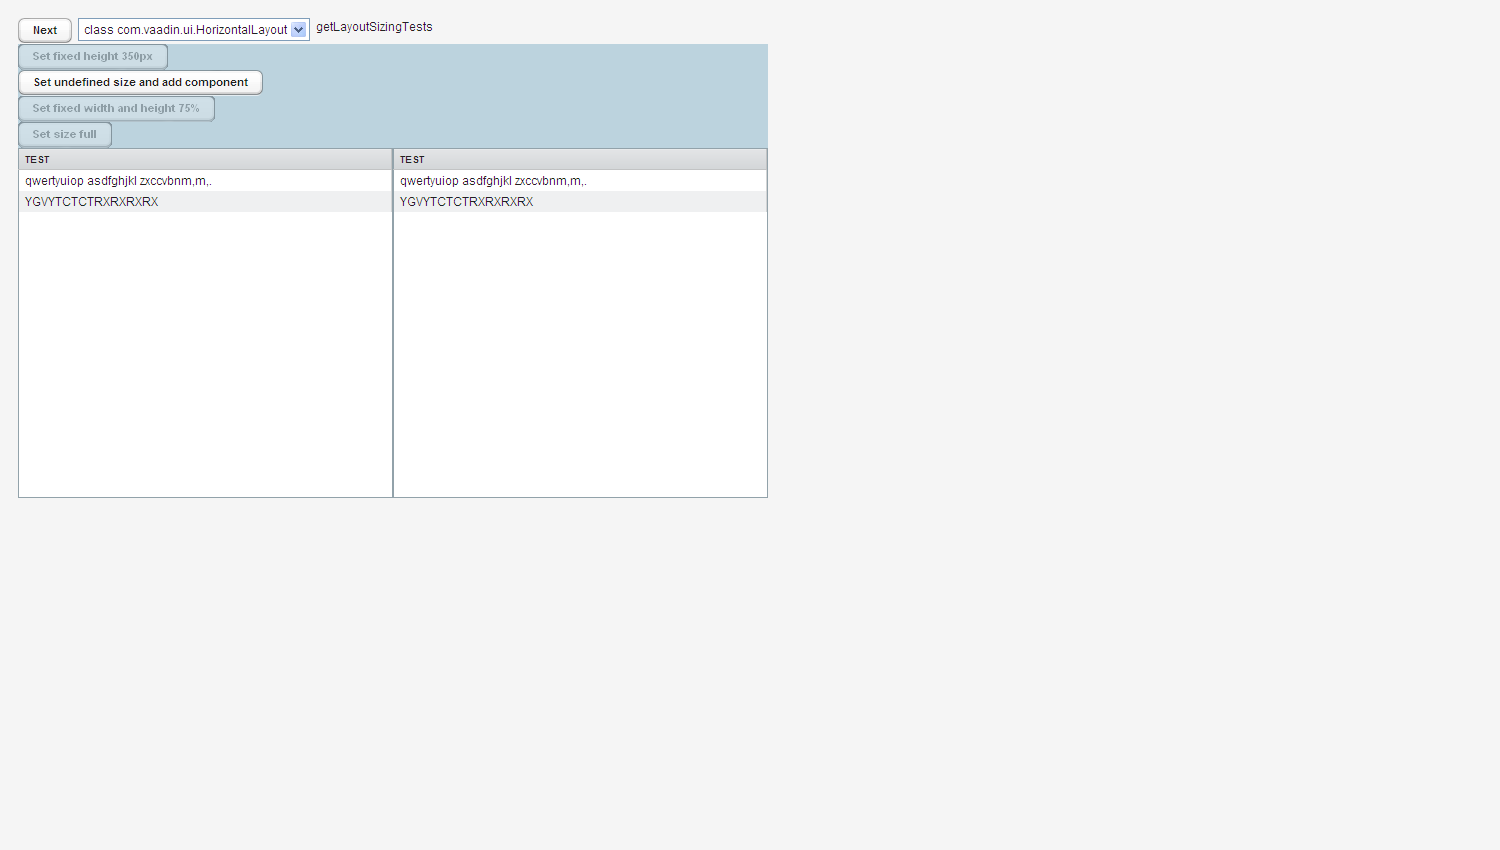 Next class com.vaadin.ui.HorizontalLayout getLayoutSizingTests
Set fixed height 350px
Set undefined size and add component
Set fixed width and height 75%
Set size full
TEST TEST
qwertyuiop asdfghjkl zxccvbnm,m,. qwertyuiop asdfghjkl zxccvbnm,m,.
YGVYTCTCTRXRXRXRX YGVYTCTCTRXRXRXRX